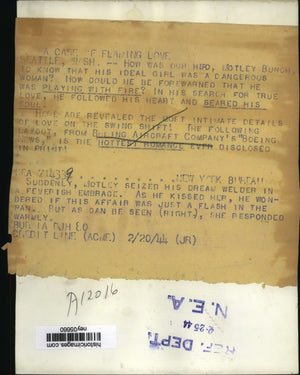 A CASE OF FLAMING LOVE
SEATTLE, WASH. -- HOW WAS OUR HERO, MOTLEY BUNCH,
TO KNOW THAT HIS IDEAL GIRL WAS A DANGEROUS
WOMAN? HOW COULD HE BE FOREWARNED THAT HE
WAS PLAYING WITH FIRE? IN HIS SEARCH FOR TRUE
LOVE, HE FOLLOWED HIS HEART AND SEARED HIS
SOUL!
HERE ARE REVEALED THE MOST INTIMATE DETAILS
OF LOVE ON THE SWING SHIFT! THE FOLLOWING
LAYOUT, FROM BOEING AIRCRAFT COMPANY'S "BOEING
NEWS," IS THE HOTTEST ROMANCE EVER DISCLOSED
IN PRINT!
NEW YORK BUREAU
SUDDENLY, MOTLEY SEIZED HIS DREAM WELDER IN
A FEVERISH EMBRACE. AS HE KISSED HER, HE WON-
DERED IF THIS AFFAIR WAS JUST A FLASH IN THE
PAN. BUT AS CAN BE SEEN (RIGHT), SHE RESPONDED
WARMLY.
CREDIT LINE (ACME) 2/20/44 (JR)
A12016
REF. DEPT.
N.E.A.
historicimages.com
ney05660